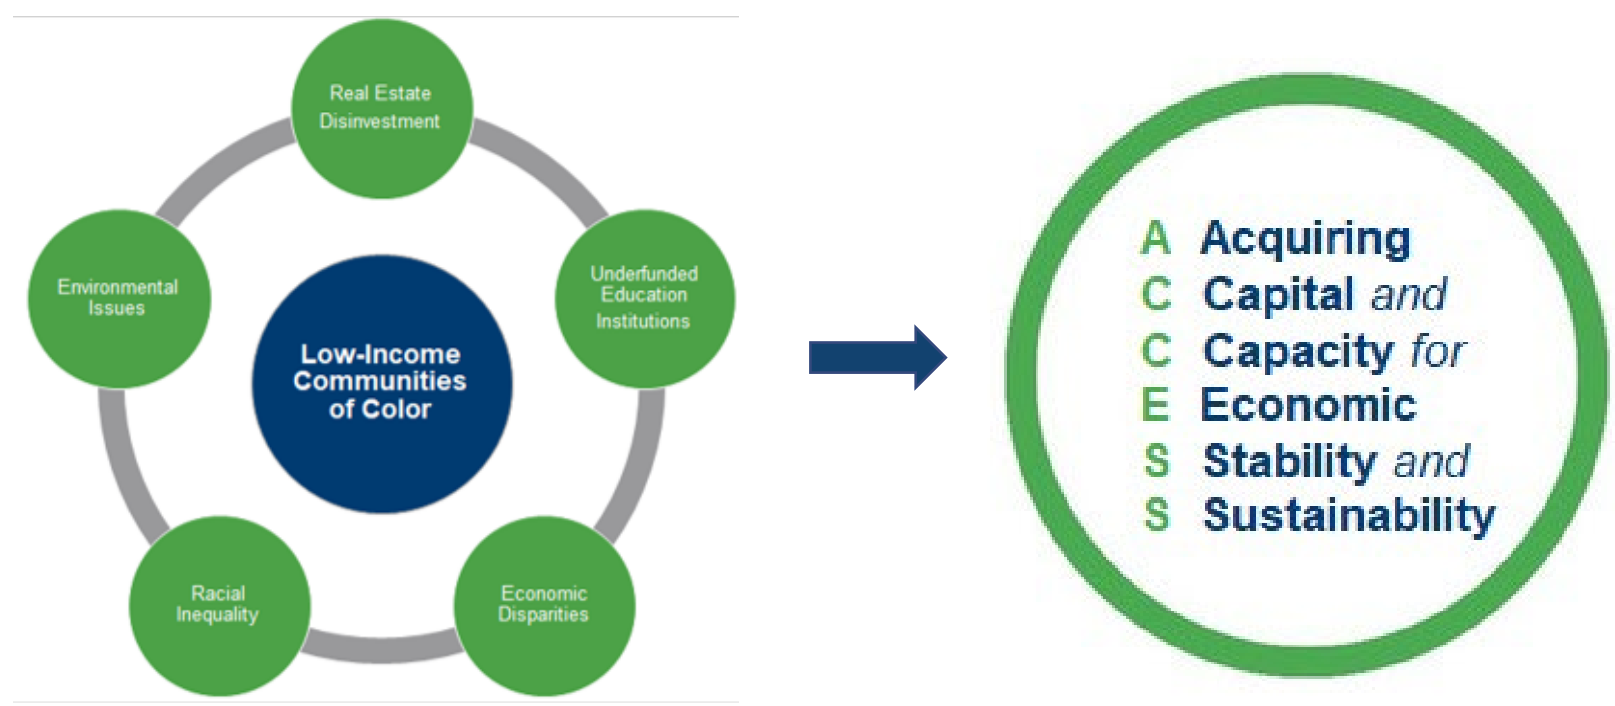 Real Estate
Disinvestment
Underfunded
Education
Institutions
Economic
Disparities
Racial
Inequality
Environmental
Issues
Low-Income
Communities
of Color
A Acquiring
C Capital and
C Capacity for
E Economic
S Stability and
S Sustainability